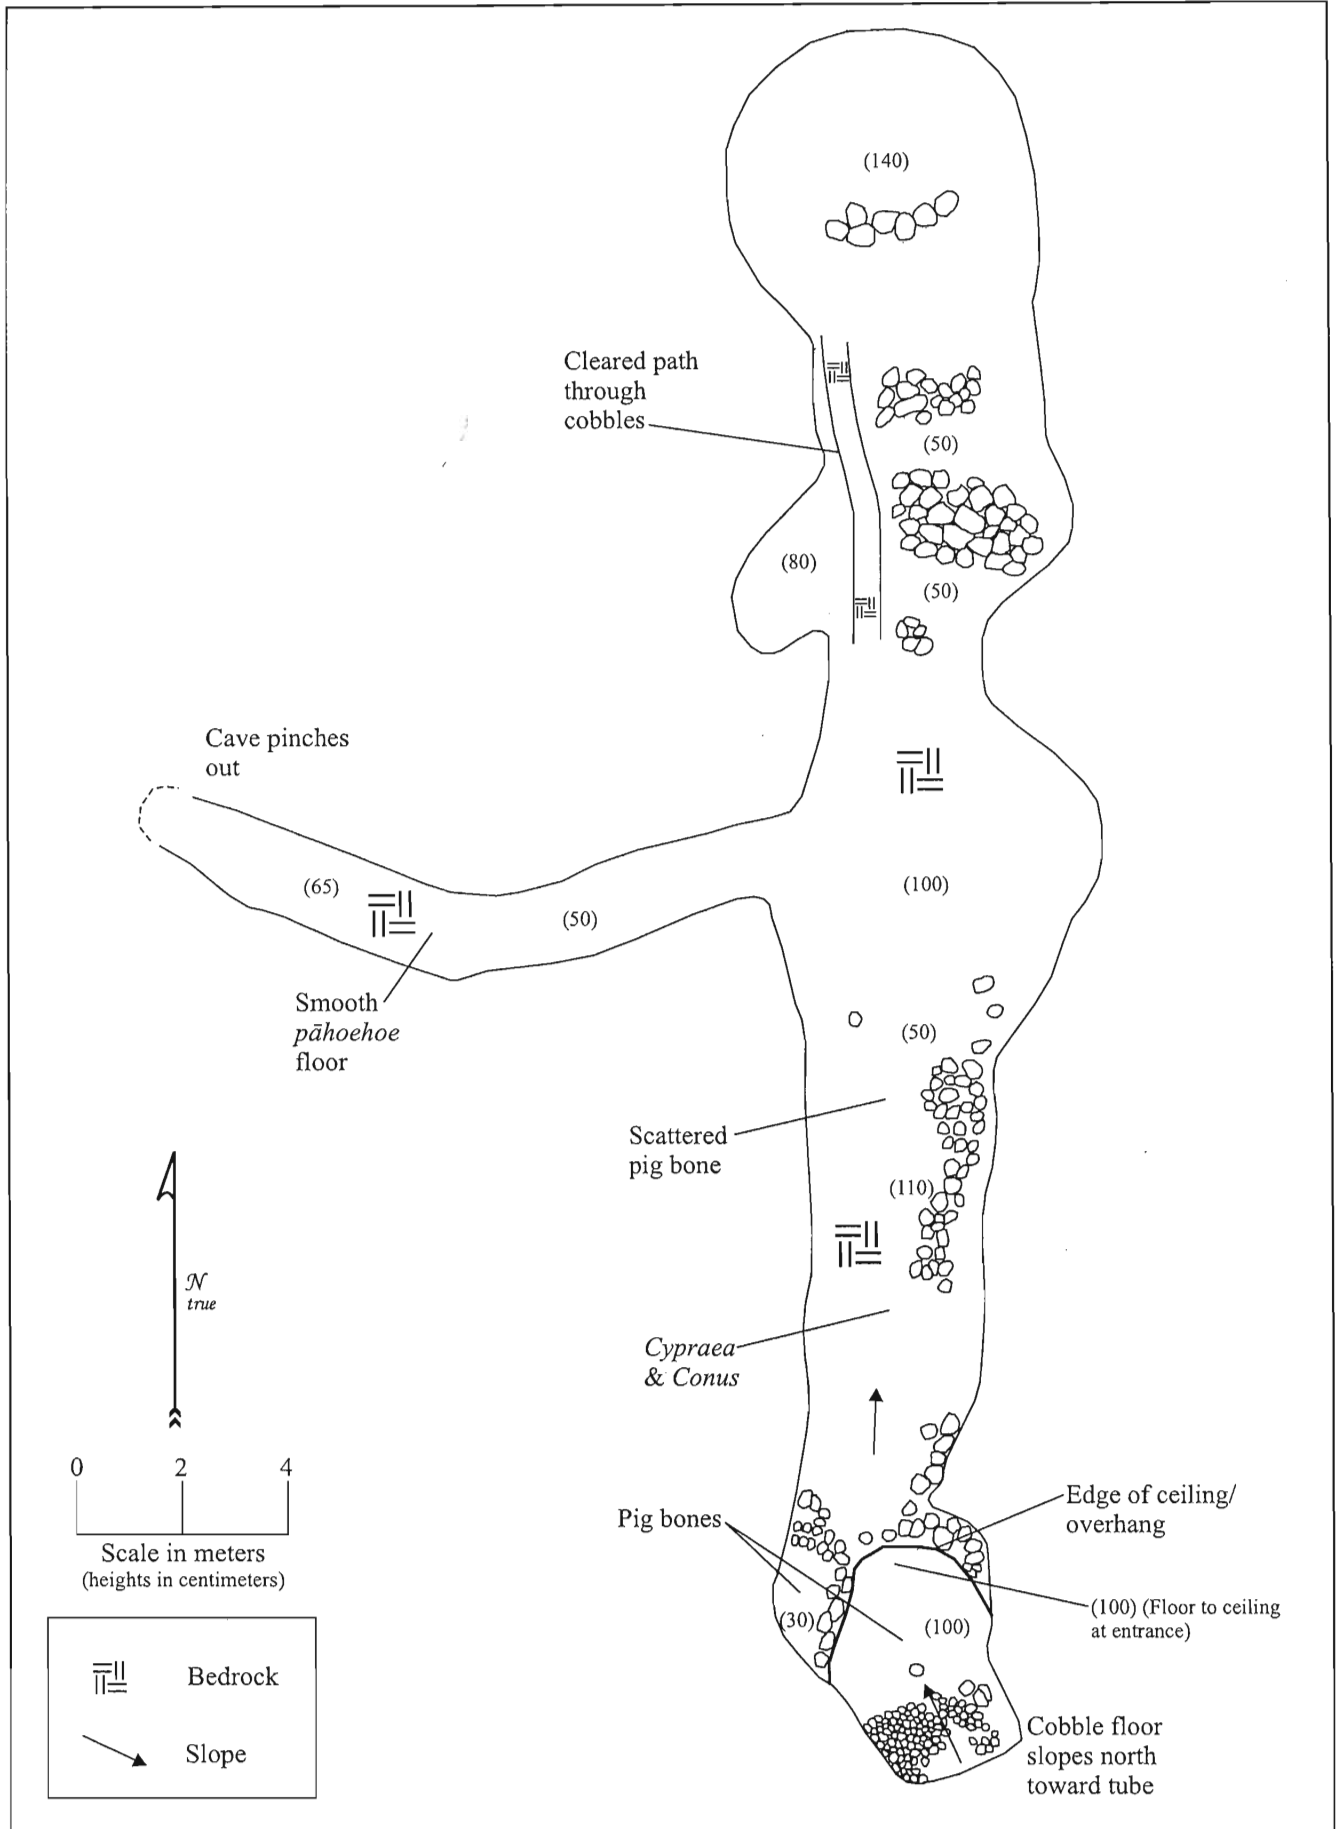 (140)
Cleared path
through
cobbles
(50)
(80)
(50)
Cave pinches
out
(65)
(50)
(100)
Smooth
pāhoehoe
floor
(50)
Scattered
pig bone
(110)
N
true
Cypraea
& Conus
0 2 4
Scale in meters
(heights in centimeters)
Pig bones
Edge of ceiling/
overhang
(100) (Floor to ceiling
at entrance)
(30)
(100)
Bedrock
Slope
Cobble floor
slopes north
toward tube